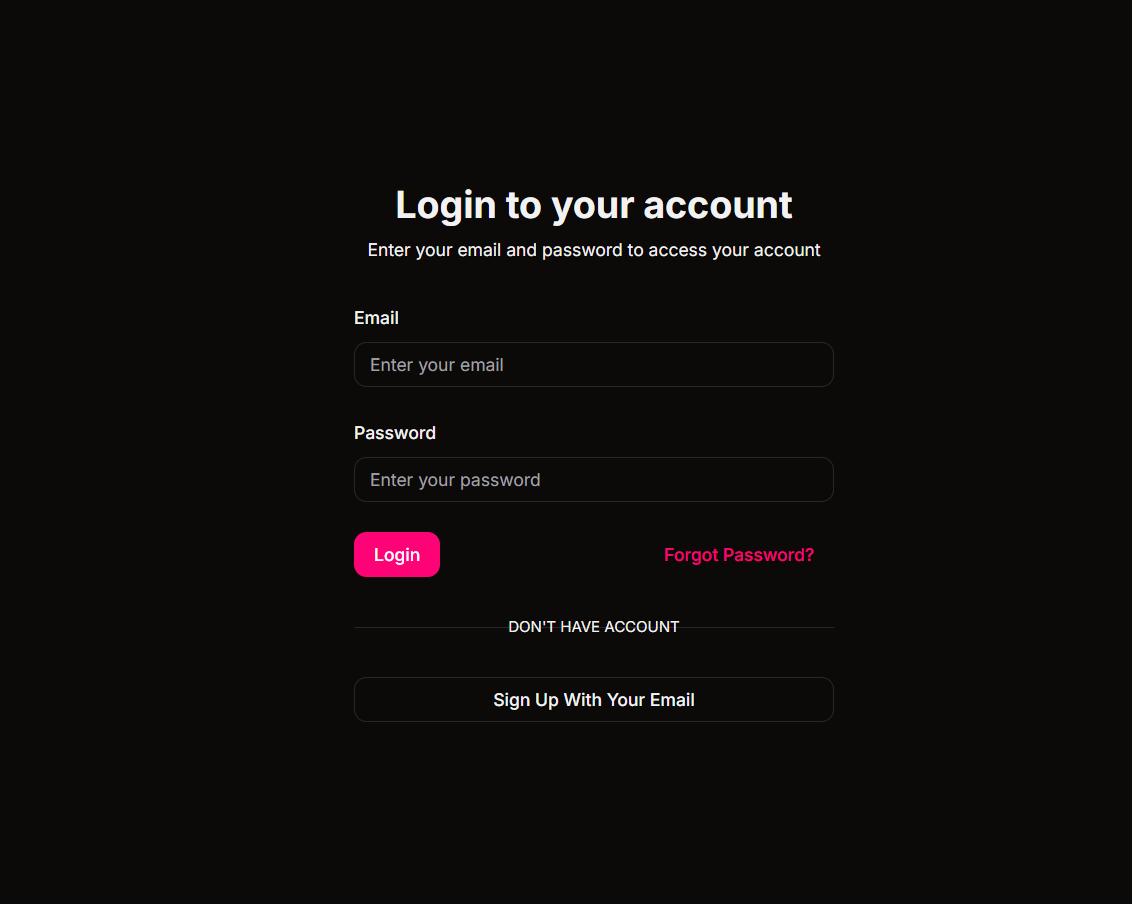 Login to your account
Enter your email and password to access your account
Email
Enter your email
Password
Enter your password
Login
Forgot Password?
DON'T HAVE ACCOUNT
Sign Up With Your Email